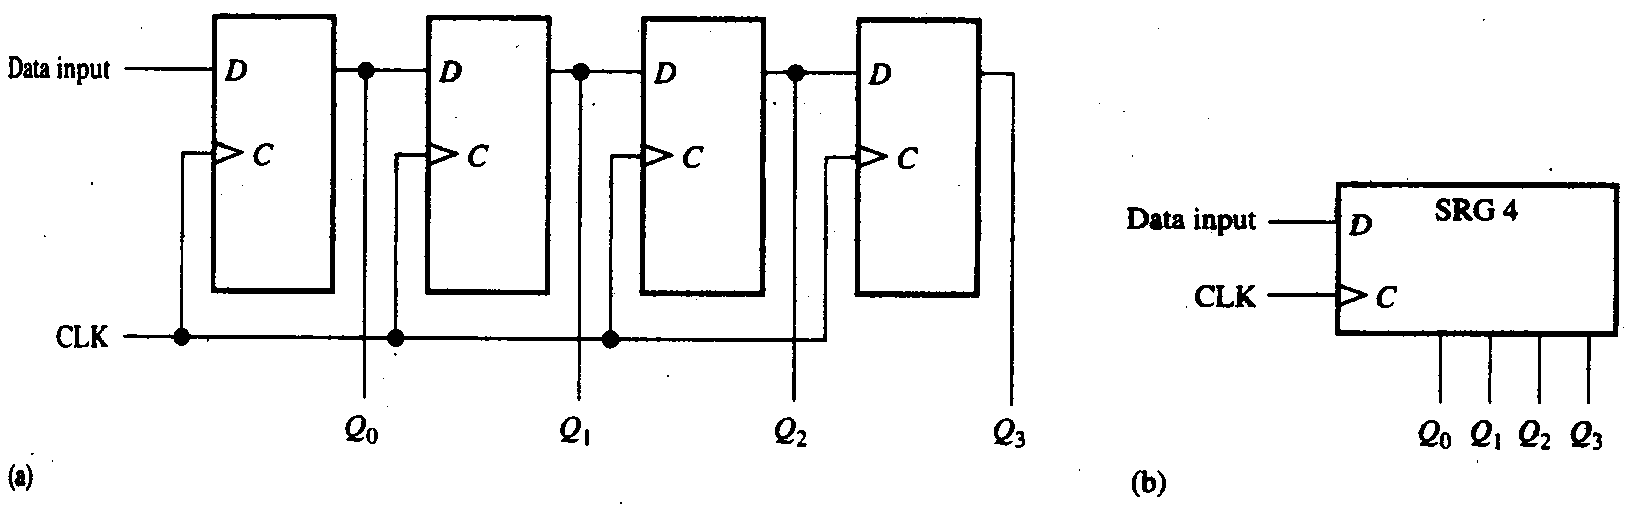 Data input D D D D
C C C C
CLK
Q0 Q1 Q2 Q3
(a)
SRG 4
Data input D
CLK C
Q0 Q1 Q2 Q3
(b)